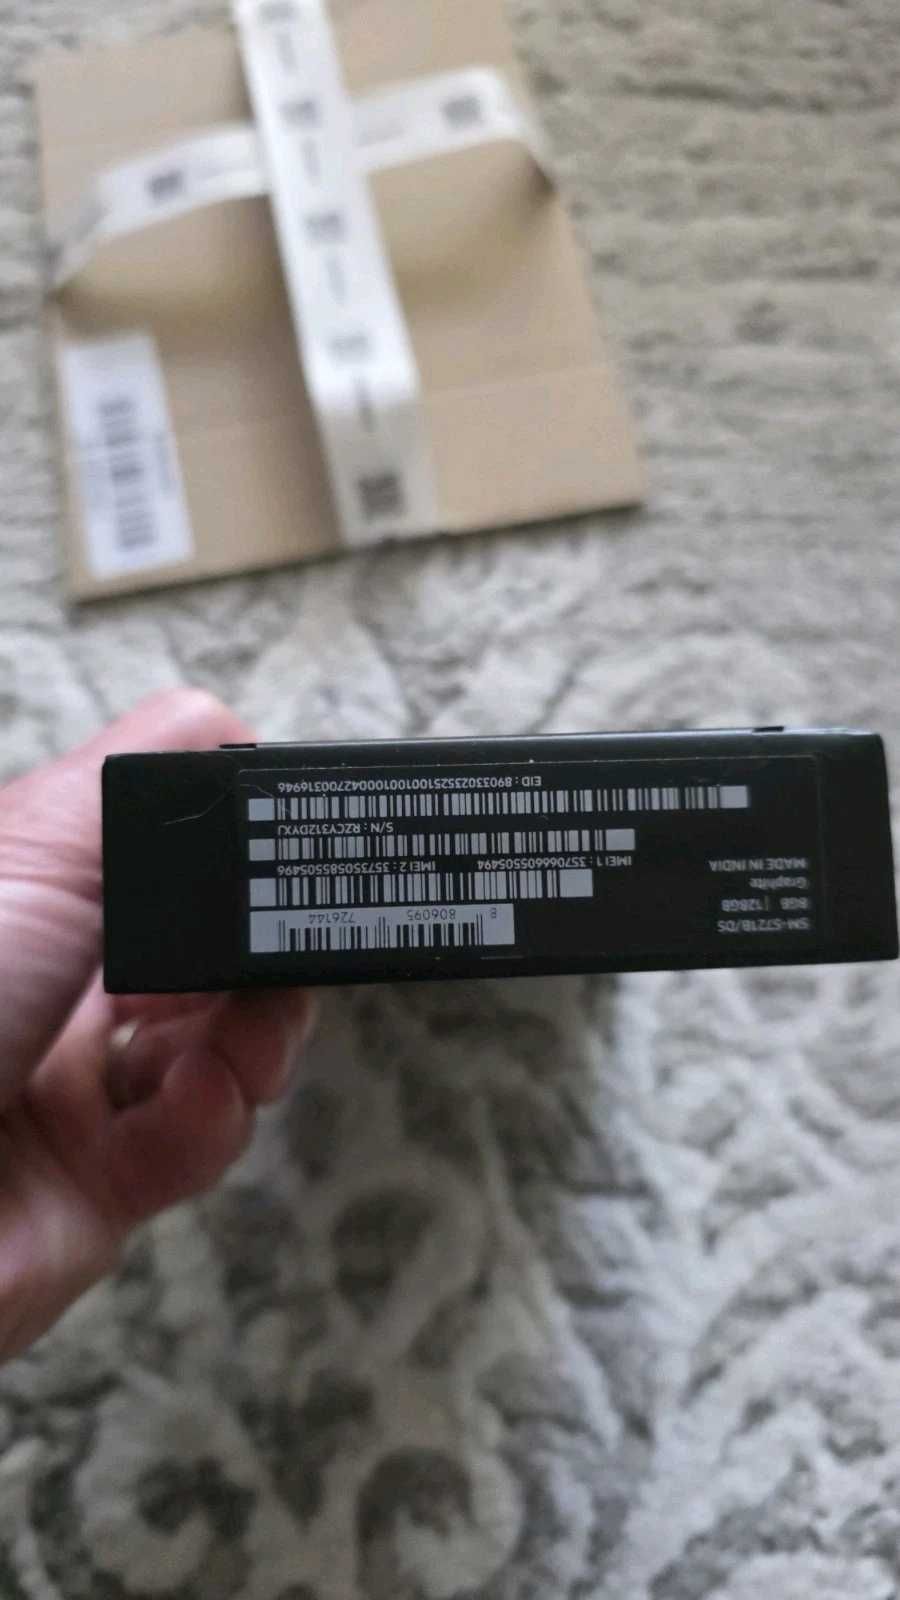 SM-S721B/DS
8GB | 128GB
Graphite
MADE IN INDIA
8 806095 726144
IMEI 1 : 357066605505494 IMEI 2 : 357350585505496
S/N : RZCY312DYXJ
EID : 89033023525100100100042700316946